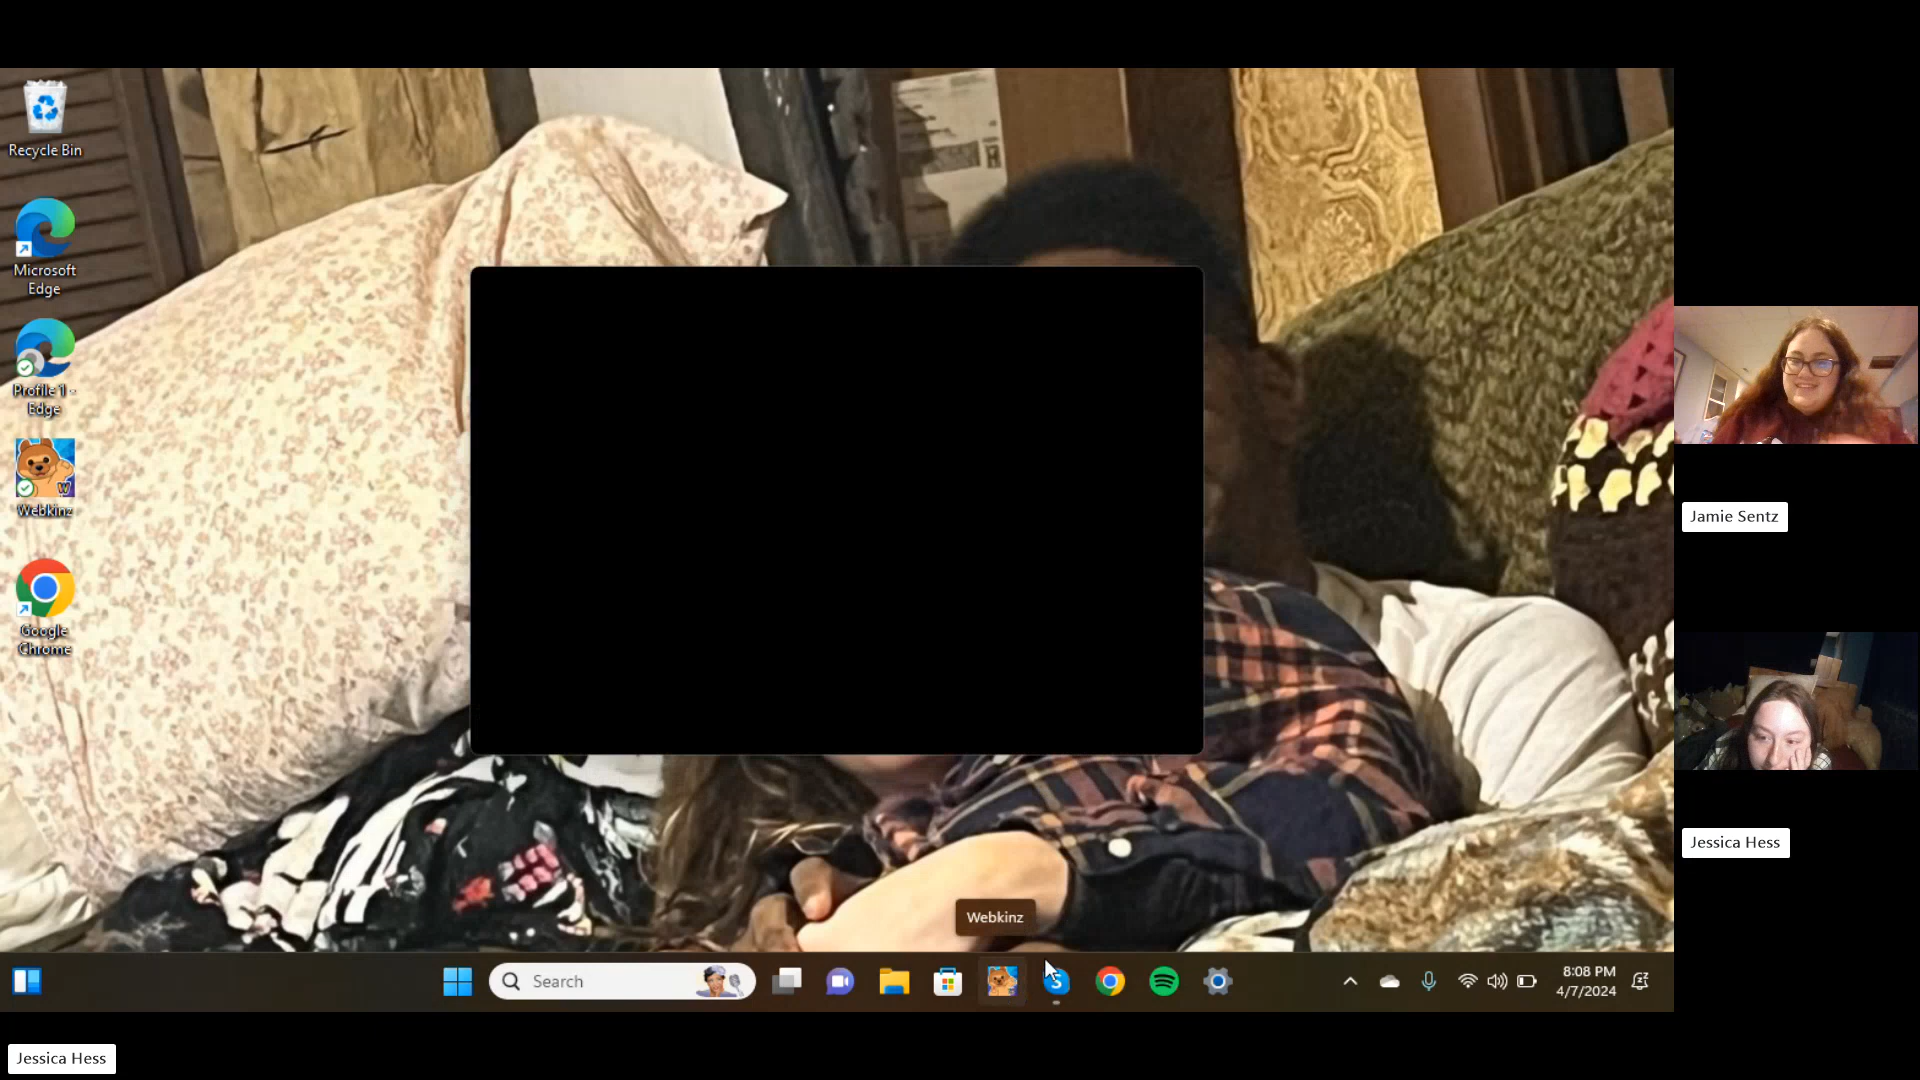 Recycle Bin
Microsoft
Edge
Profile 1 -
Edge
Webkinz
Google
Chrome
Jamie Sentz
Jessica Hess
Webkinz
Search
8:08 PM
4/7/2024
Jessica Hess